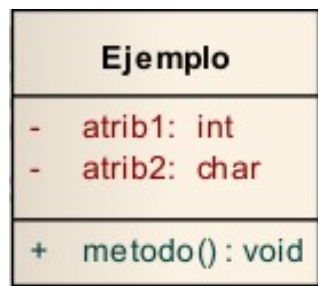 Ejemplo
- atrib1: int
- atrib2: char
+ metodo() : void